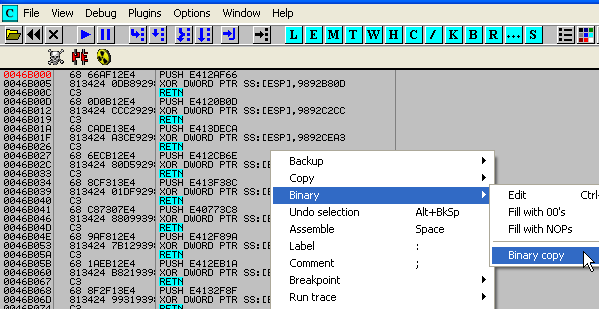 C File View Debug Plugins Options Window Help
L E M T W H C / K B R ... S
0046B000 68 66AF12E4 PUSH E412AF66
0046B005 813424 0DB8929 XOR DWORD PTR SS:[ESP],9892B80D
0046B00C C3 RETN
0046B00D 68 0D0B12E4 PUSH E4120B0D
0046B012 813424 CCC2929 XOR DWORD PTR SS:[ESP],9892C2CC
0046B019 C3 RETN
0046B01A 68 CADE13E4 PUSH E413DECA
0046B01F 813424 A3CE929 XOR DWORD PTR SS:[ESP],9892CEA3
0046B026 C3 RETN
0046B027 68 6ECB12E4 PUSH E412CB6E
0046B02C 813424 80D5929 XOR DWORD PTR SS:[E
0046B033 C3 RETN
0046B034 68 8CF313E4 PUSH E413F38C
0046B039 813424 01DF929 XOR DWORD PTR SS:[E
0046B040 C3 RETN
0046B041 68 C87307E4 PUSH E40773C8
0046B046 813424 8809939 XOR DWORD PTR SS:[E
0046B04D C3 RETN
0046B04E 68 9AF812E4 PUSH E412F89A
0046B053 813424 7B12939 XOR DWORD PTR SS:[E
0046B05A C3 RETN
0046B05B 68 1AEB12E4 PUSH E412EB1A
0046B060 813424 B821939 XOR DWORD PTR SS:[E
0046B067 C3 RETN
0046B068 68 8F2F13E4 PUSH E4132F8F
0046B06D 813424 9931939 XOR DWORD PTR SS:[E
0046B074 C3 RETN
Backup
Copy
Binary
Undo selection Alt+BkSp
Assemble Space
Label :
Comment ;
Breakpoint
Run trace
Edit Ctrl-
Fill with 00's
Fill with NOPs
Binary copy